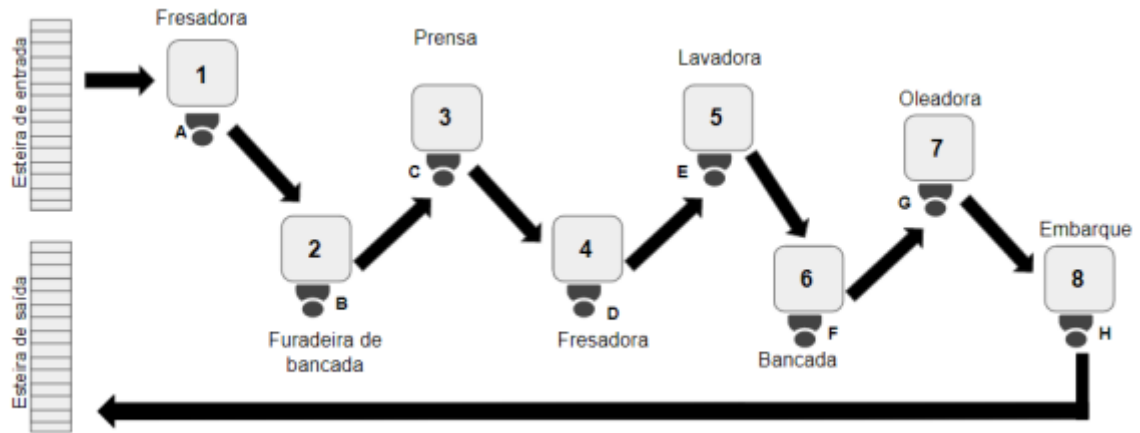 Esteira de entrada
Fresadora
1
A
Prensa
3
C
Lavadora
5
E
Oleadora
7
G
Embarque
8
H
2
B
Furadeira de
bancada
4
D
Fresadora
6
F
Bancada
Esteira de saída